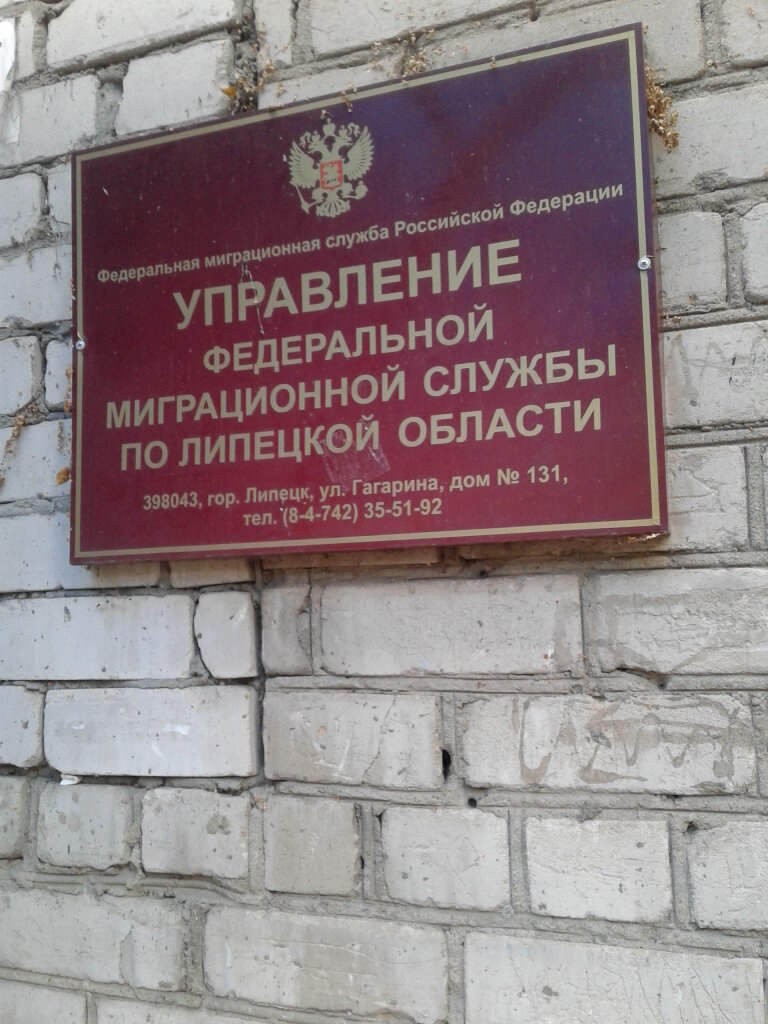 Федеральная миграционная служба Российской Федерации
УПРАВЛЕНИЕ
ФЕДЕРАЛЬНОЙ
МИГРАЦИОННОЙ СЛУЖБЫ
ПО ЛИПЕЦКОЙ ОБЛАСТИ
398043, гор. Липецк, ул. Гагарина, дом № 131,
тел. (8-4-742) 35-51-92